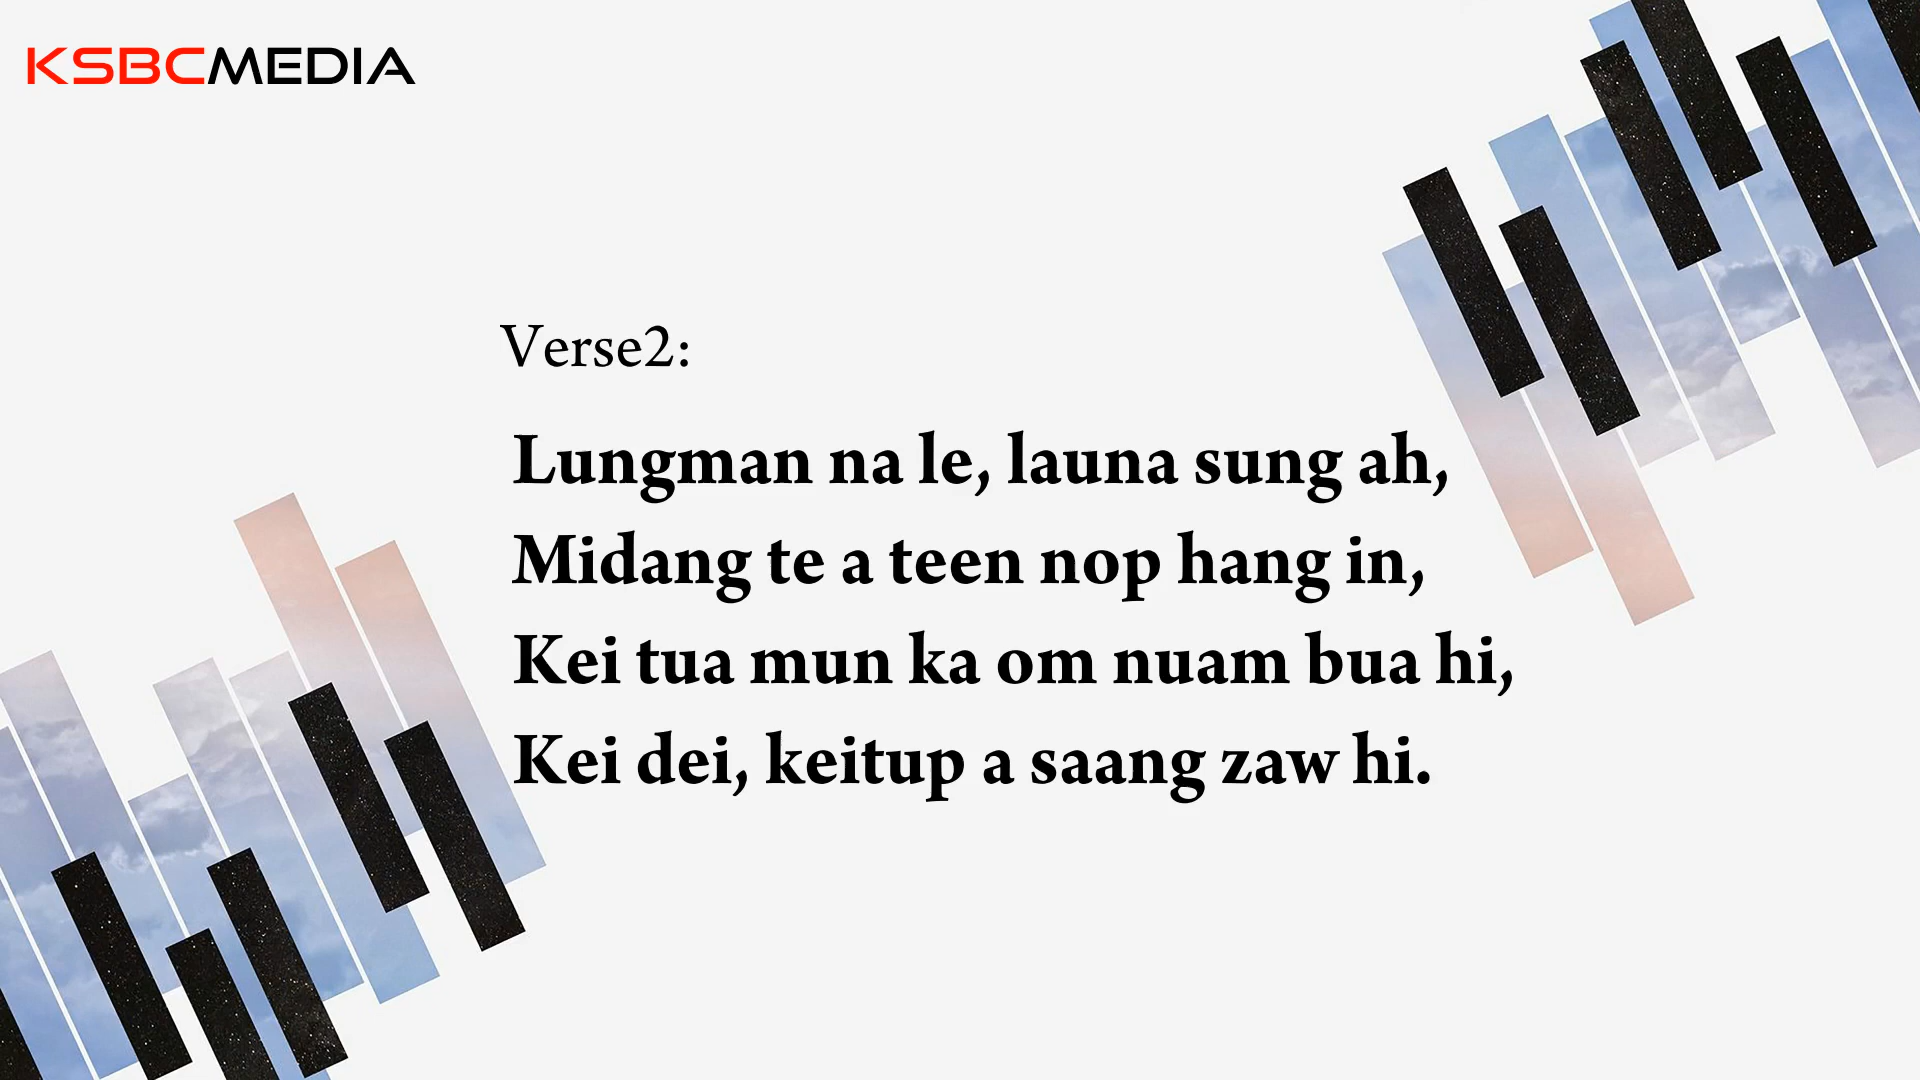 KSBCMEDIA
Verse2:
Lungman na le, launa sung ah,
Midang te a teen nop hang in,
Kei tua mun ka om nuam bua hi,
Kei dei, keitup a saang zaw hi.